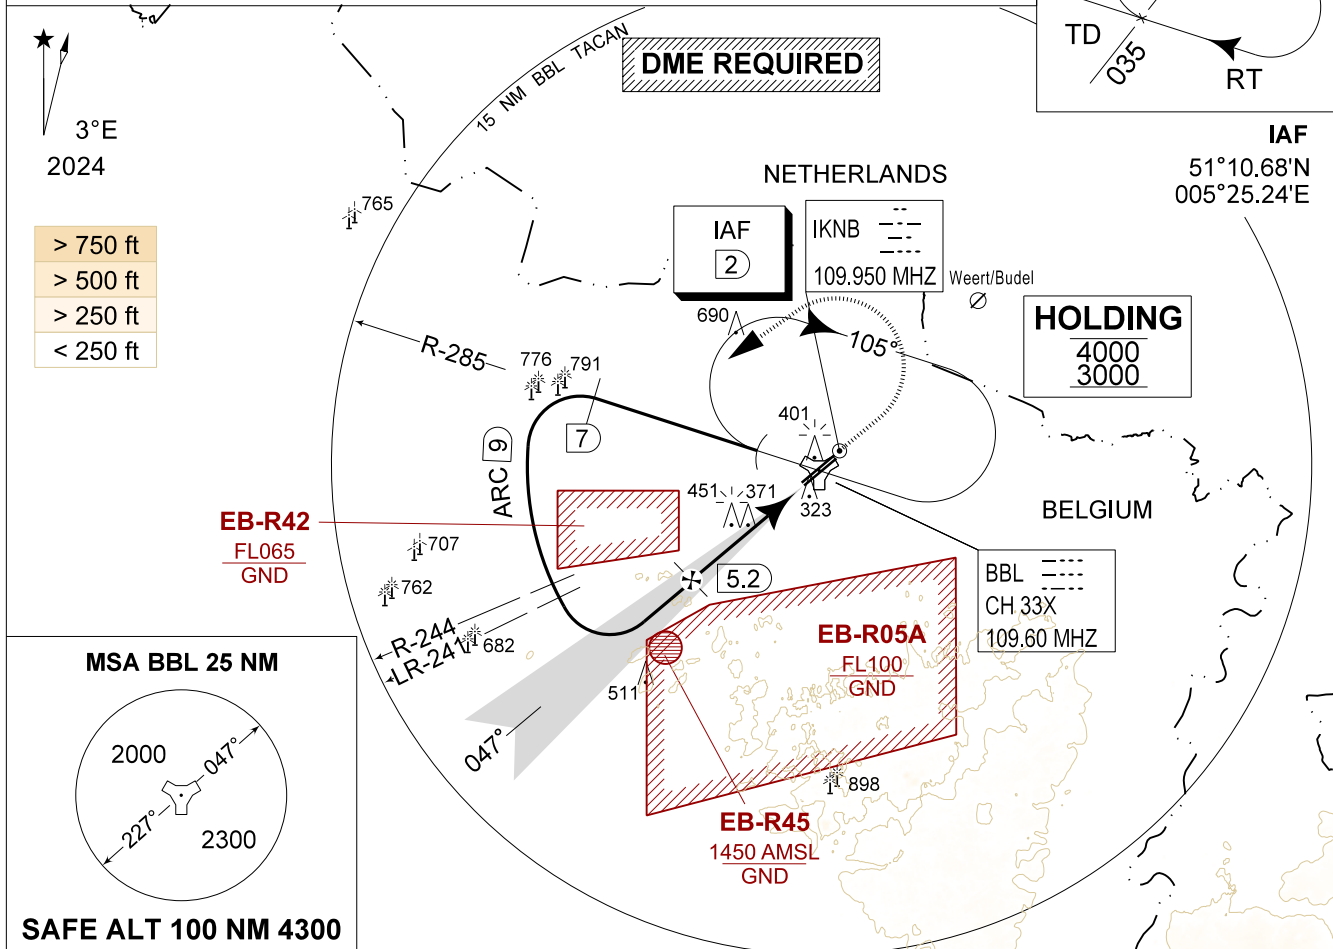 TD
035
RT
15 NM BBL TACAN
DME REQUIRED
3°E
2024
IAF
51°10.68'N
005°25.24'E
NETHERLANDS
765
IAF
2
IKNB
109.950 MHZ
Weert/Budel
> 750 ft
> 500 ft
> 250 ft
< 250 ft
HOLDING
4000
3000
690
105°
R-285
776
791
401
7
ARC 9
451
371
323
BELGIUM
EB-R42
FL065
GND
707
762
5.2
BBL
CH 33X
109.60 MHZ
R-244
LR-241
682
EB-R05A
FL100
GND
511
047°
MSA BBL 25 NM
2000
047°
227°
2300
898
EB-R45
1450 AMSL
GND
SAFE ALT 100 NM 4300